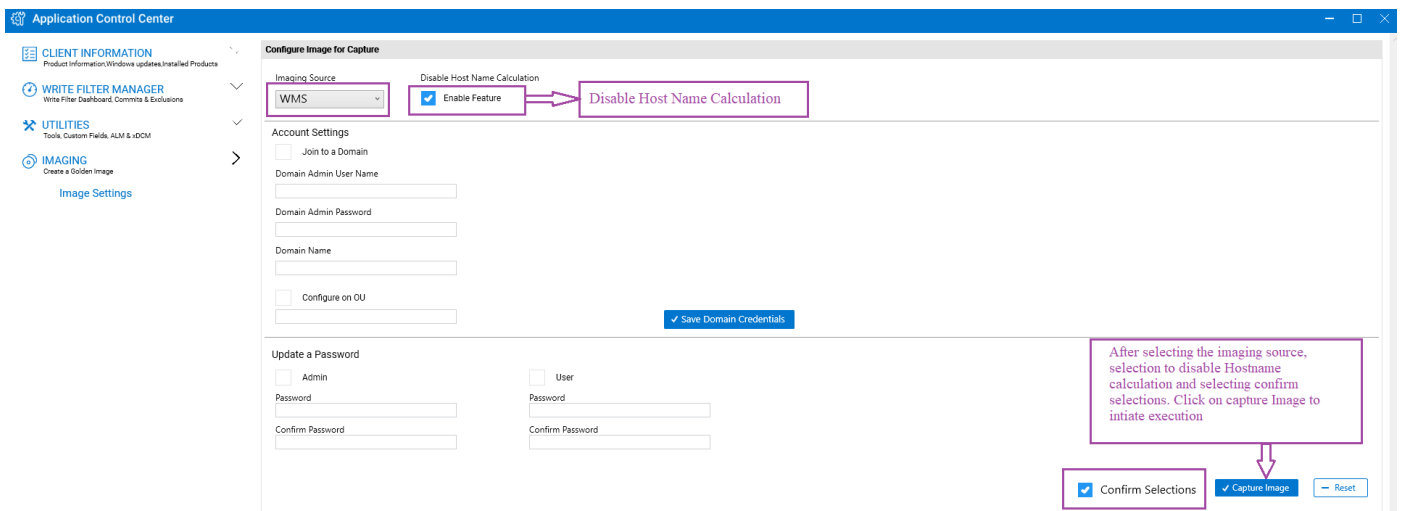 Application Control Center
CLIENT INFORMATION
Product Information,Windows updates,Installed Products
WRITE FILTER MANAGER
Write Filter Dashboard, Commits & Exclusions
UTILITIES
Tools, Custom Fields, ALM & xDCM
IMAGING
Create a Golden Image
Image Settings
Configure Image for Capture
Imaging Source
Disable Host Name Calculation
WMS
Enable Feature
Disable Host Name Calculation
Account Settings
Join to a Domain
Domain Admin User Name
Domain Admin Password
Domain Name
Configure on OU
Save Domain Credentials
Update a Password
Admin
User
Password
Password
Confirm Password
Confirm Password
After selecting the imaging source,
selection to disable Hostname
calculation and selecting confirm
selections. Click on capture Image to
intiate execution
Confirm Selections
Capture Image
Reset